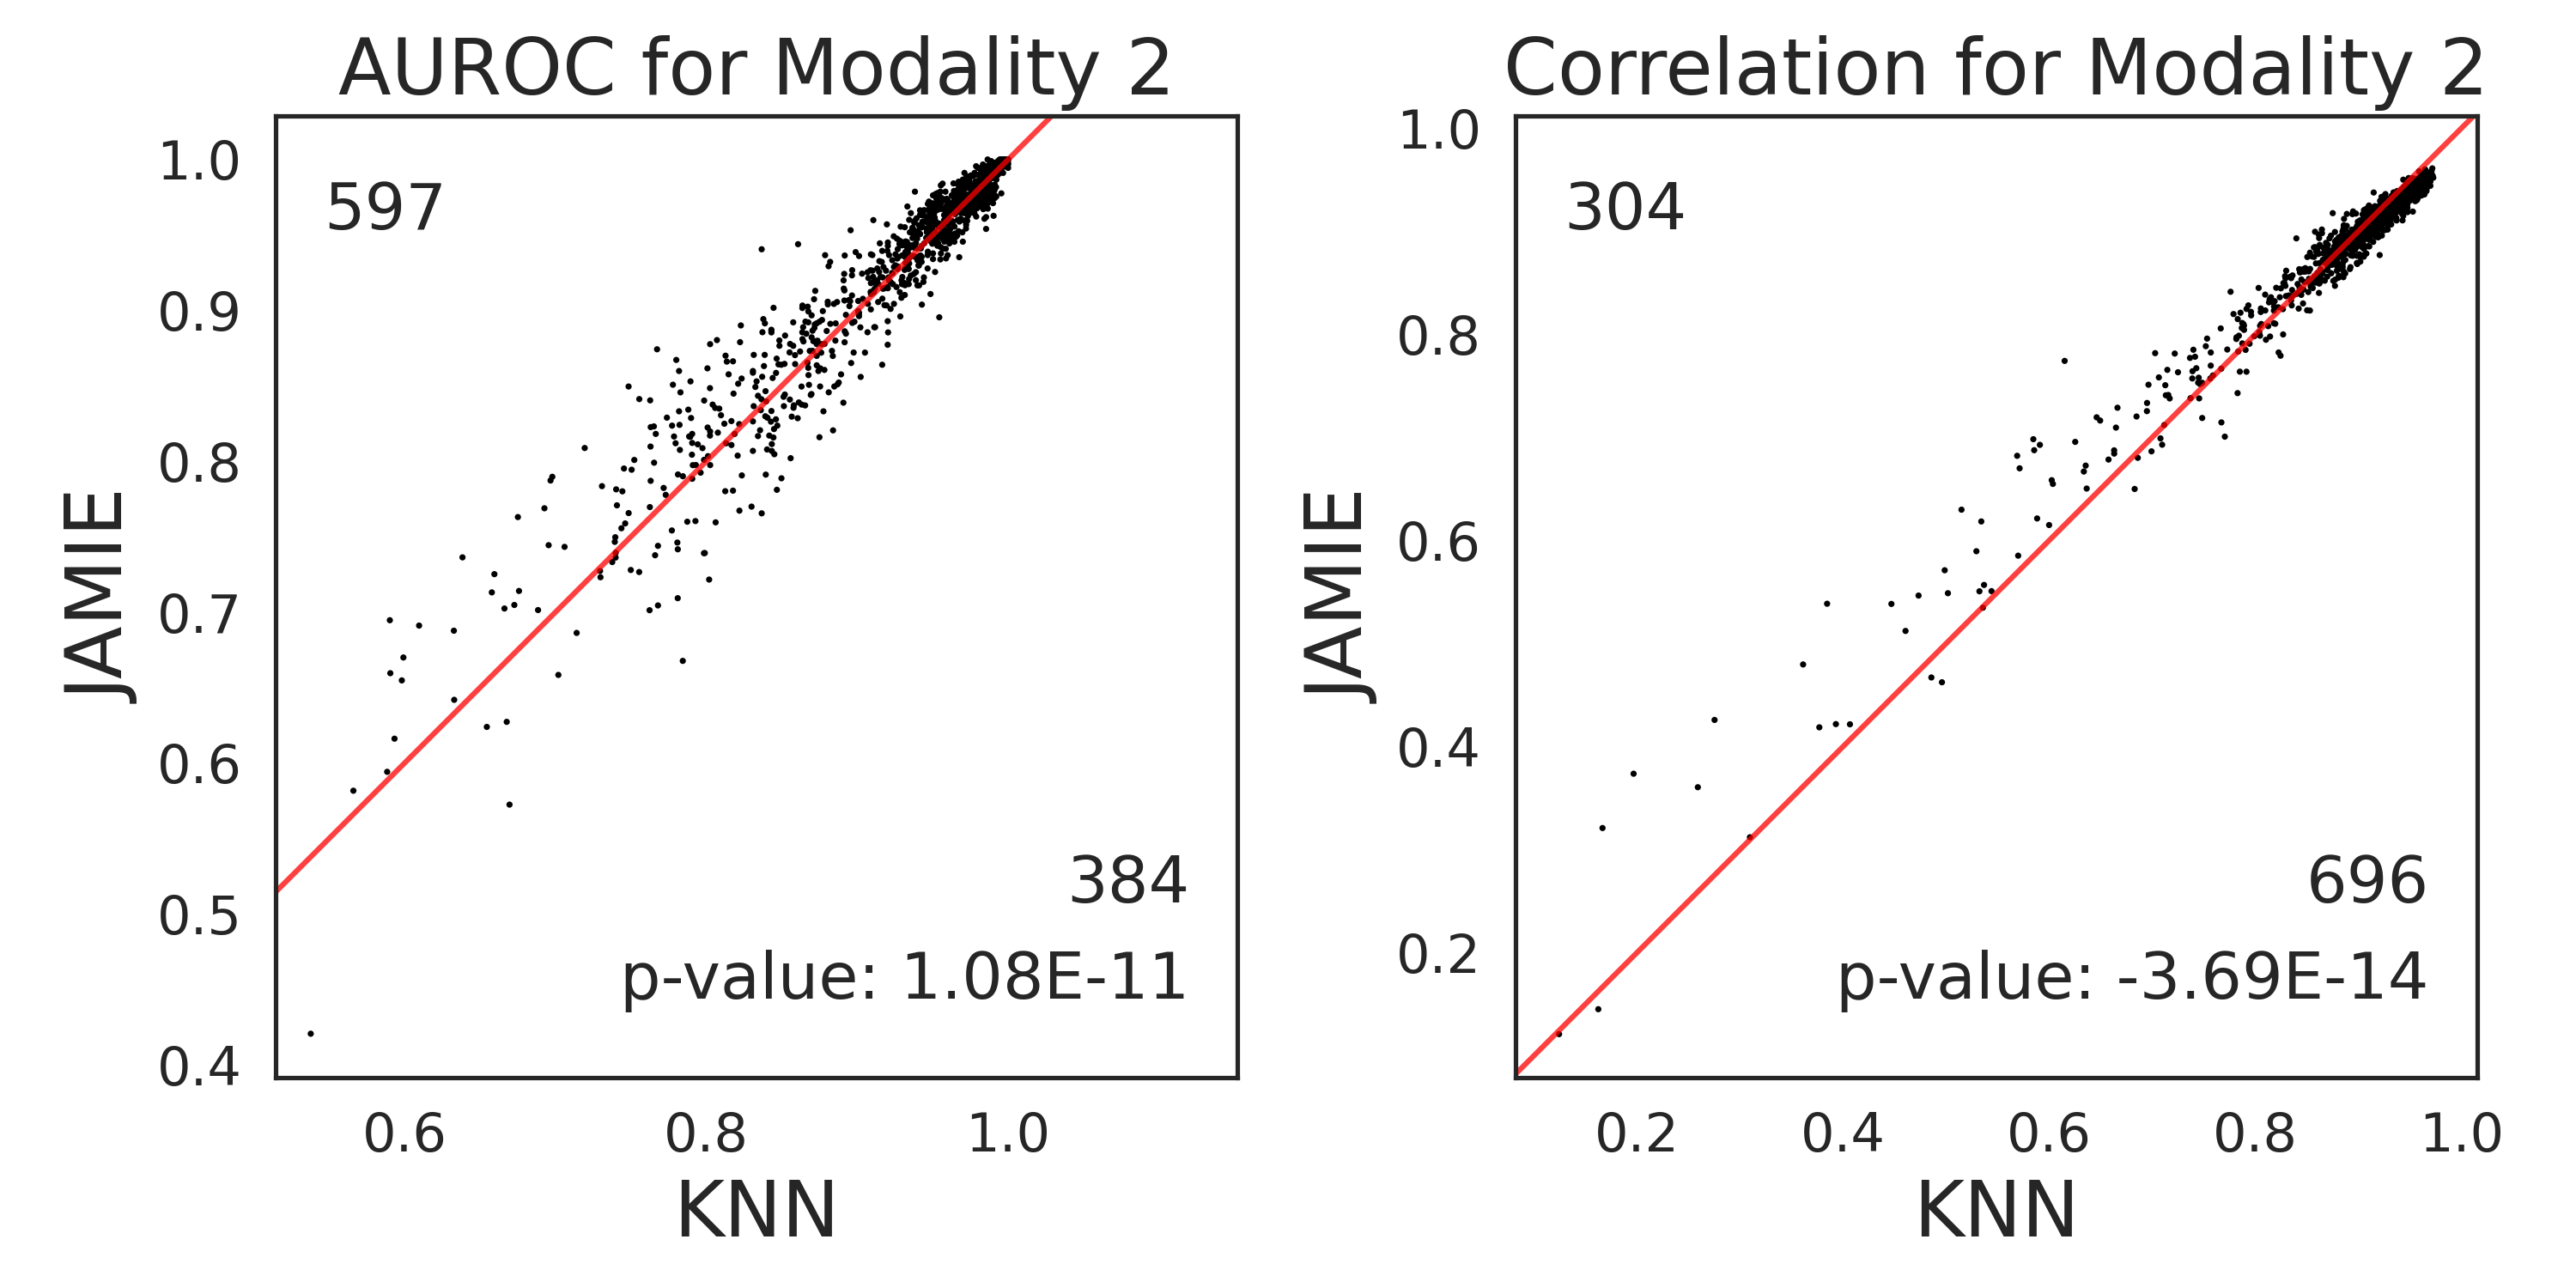 AUROC for Modality 2
1.0
0.9
0.8
0.7
0.6
0.5
0.4
JAMIE
597
384
p-value: 1.08E-11
0.6 0.8 1.0
KNN
Correlation for Modality 2
1.0
0.8
0.6
0.4
0.2
JAMIE
304
696
p-value: -3.69E-14
0.2 0.4 0.6 0.8 1.0
KNN